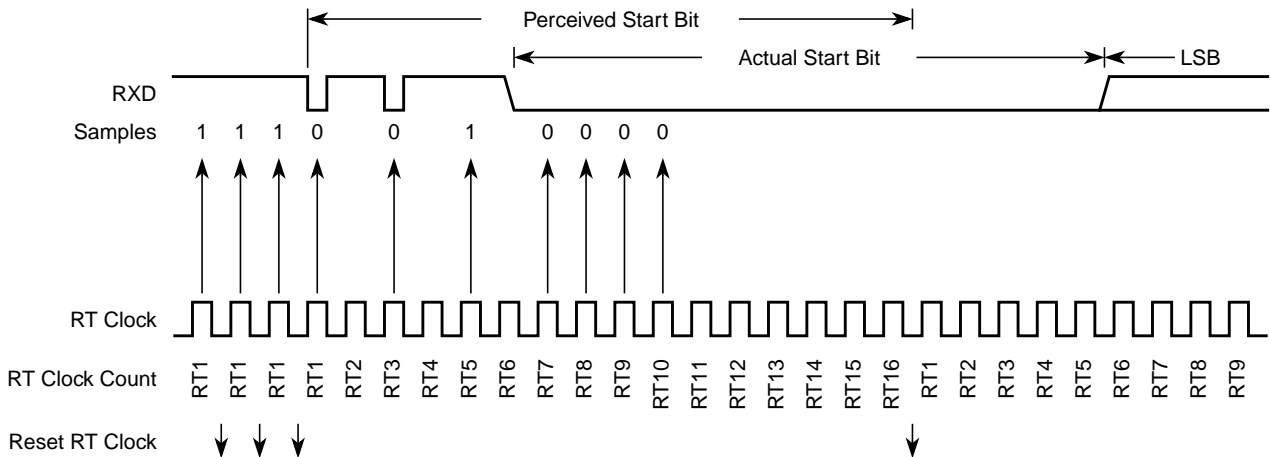 Perceived Start Bit
Actual Start Bit LSB
RXD
Samples 1 1 1 0 0 1 0 0 0 0
RT Clock
RT Clock Count RT1 RT1 RT1 RT1 RT2 RT3 RT4 RT5 RT6 RT7 RT8 RT9 RT10 RT11 RT12 RT13 RT14 RT15 RT16 RT1 RT2 RT3 RT4 RT5 RT6 RT7 RT8 RT9
Reset RT Clock